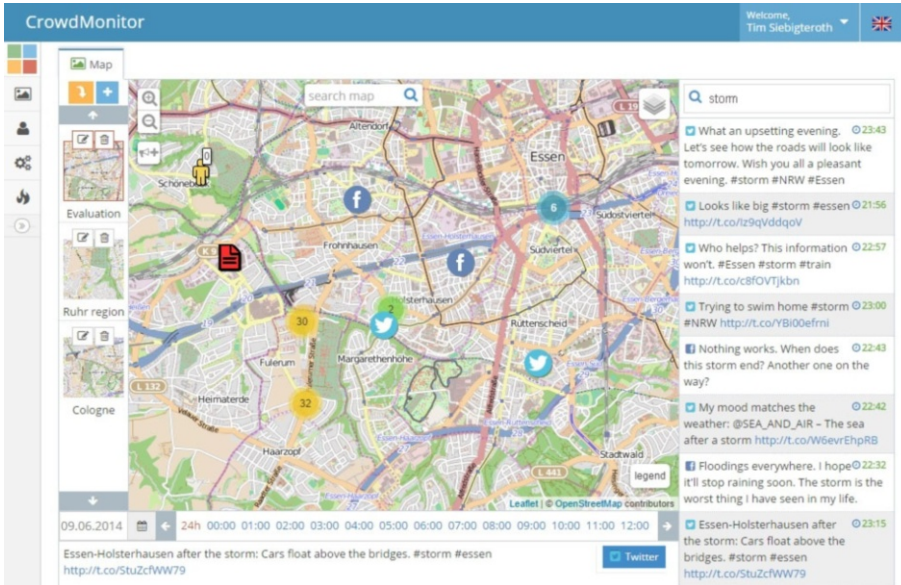 CrowdMonitor
Welcome,
Tim Siebigteroth
Map
search map
storm
Evaluation
Ruhr region
Cologne
0
Altendorf
Essen
Schönebe
Frohnhausen
Südviertel
Südostviertel
6
2
Holsterhausen
30
Rüttenscheid
Fulerum
Margarethenhöhe
L 132
Heimaterde
32
Haarzopf
Stadtwald
L 441
legend
Leaflet | © OpenStreetMap contributors
What an upsetting evening. 23:43
Let's see how the roads will look like
tomorrow. Wish you all a pleasant
evening. #storm #NRW #Essen
Looks like big #storm #essen 21:56
http://t.co/Iz9qVddqoV
Who helps? This information 22:57
won't. #Essen #storm #train
http://t.co/c8fOVTjkbn
Trying to swim home #storm 23:00
#NRW http://t.co/YBi00efrni
Nothing works. When does 22:43
this storm end? Another one on the
way?
My mood matches the 22:42
weather: @SEA_AND_AIR – The sea
after a storm http://t.co/W6evrEhpRB
Floodings everywhere. I hope 22:32
it'll stop raining soon. The storm is the
worst thing I have seen in my life.
Essen-Holsterhausen after 23:15
the storm: Cars float above the
bridges. #storm #essen
http://t.co/StuZcfWW79
09.06.2014
24h 00:00 01:00 02:00 03:00 04:00 05:00 06:00 07:00 08:00 09:00 10:00 11:00 12:00
Essen-Holsterhausen after the storm: Cars float above the bridges. #storm #essen
http://t.co/StuZcfWW79
Twitter